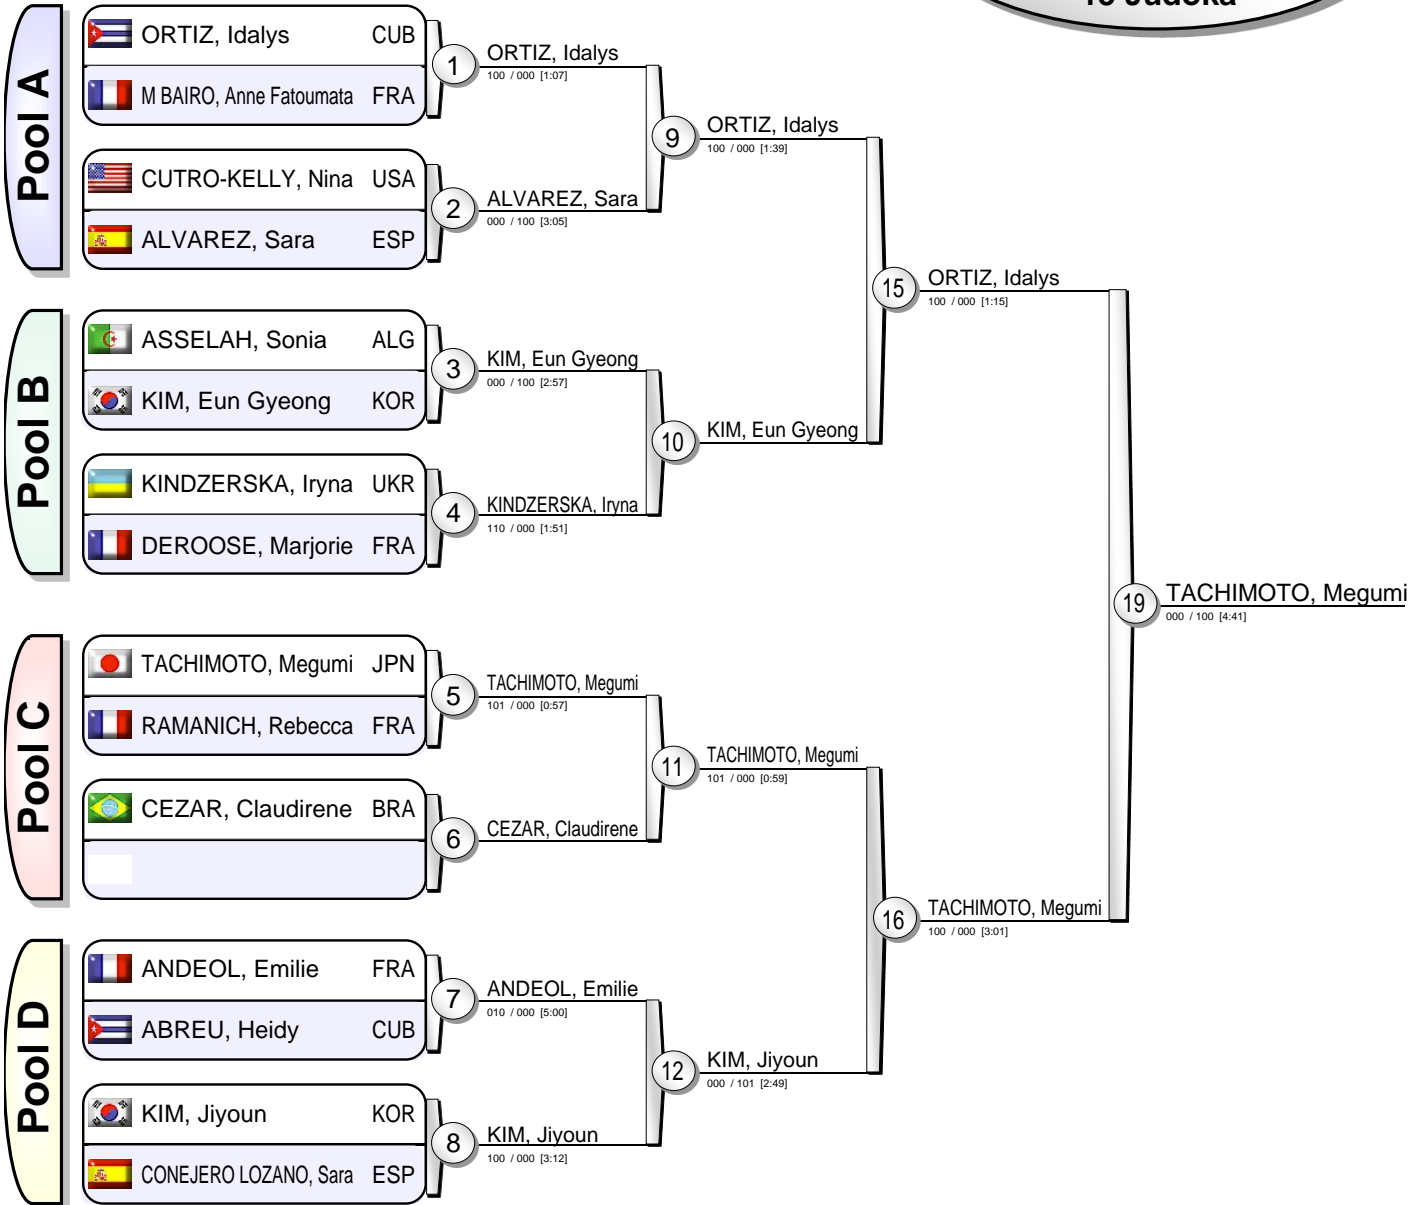 15 Judoka
Pool A
ORTIZ, Idalys CUB
M BAIRO, Anne Fatoumata FRA
1
ORTIZ, Idalys
100 / 000 [1:07]
CUTRO-KELLY, Nina USA
ALVAREZ, Sara ESP
2
ALVAREZ, Sara
000 / 100 [3:05]
9
ORTIZ, Idalys
100 / 000 [1:39]
Pool B
ASSELAH, Sonia ALG
KIM, Eun Gyeong KOR
3
KIM, Eun Gyeong
000 / 100 [2:57]
KINDZERSKA, Iryna UKR
DEROOSE, Marjorie FRA
4
KINDZERSKA, Iryna
110 / 000 [1:51]
10
KIM, Eun Gyeong
15
ORTIZ, Idalys
100 / 000 [1:15]
Pool C
TACHIMOTO, Megumi JPN
RAMANICH, Rebecca FRA
5
TACHIMOTO, Megumi
101 / 000 [0:57]
CEZAR, Claudirene BRA
6
CEZAR, Claudirene
11
TACHIMOTO, Megumi
101 / 000 [0:59]
Pool D
ANDEOL, Emilie FRA
ABREU, Heidy CUB
7
ANDEOL, Emilie
010 / 000 [5:00]
KIM, Jiyoun KOR
CONEJERO LOZANO, Sara ESP
8
KIM, Jiyoun
100 / 000 [3:12]
12
KIM, Jiyoun
000 / 101 [2:49]
16
TACHIMOTO, Megumi
100 / 000 [3:01]
19
TACHIMOTO, Megumi
000 / 100 [4:41]